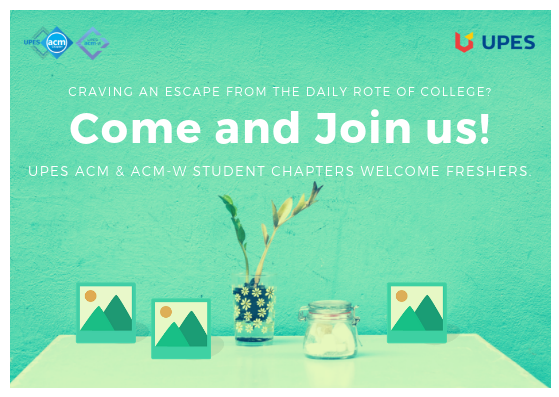 UPES acm
UPES
CRAVING AN ESCAPE FROM THE DAILY ROTE OF COLLEGE?
Come and Join us!
UPES ACM & ACM-W STUDENT CHAPTERS WELCOME FRESHERS.